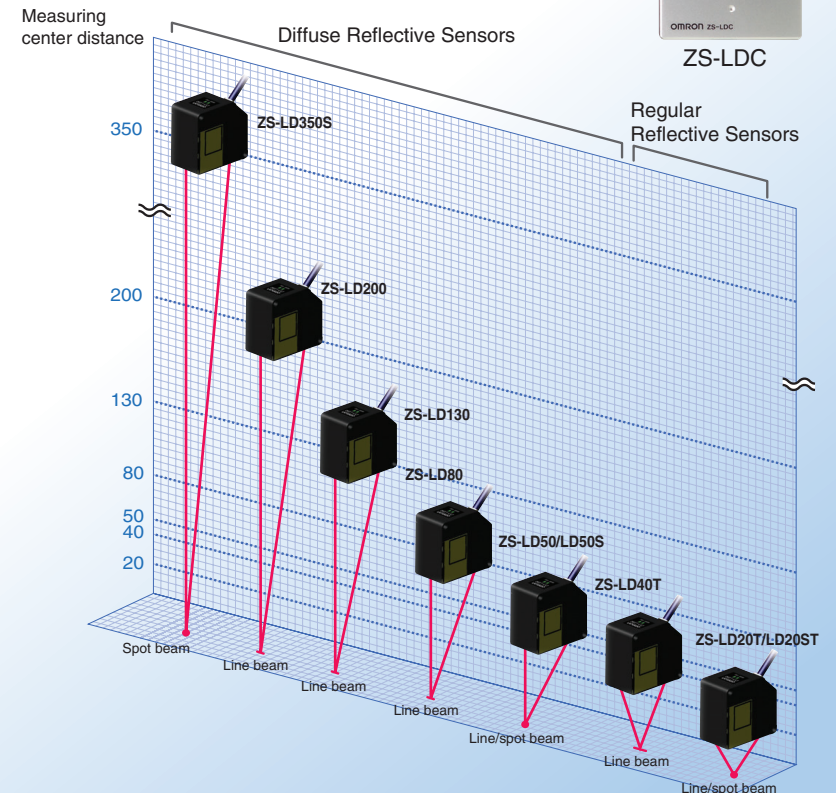 Measuring
center distance
Diffuse Reflective Sensors
OMRON ZS-LDC
ZS-LDC
Regular
Reflective Sensors
350
ZS-LD350S
200
ZS-LD200
130
ZS-LD130
80
ZS-LD80
50
ZS-LD50/LD50S
40
20
ZS-LD40T
ZS-LD20T/LD20ST
Spot beam
Line beam
Line beam
Line beam
Line/spot beam
Line beam
Line/spot beam